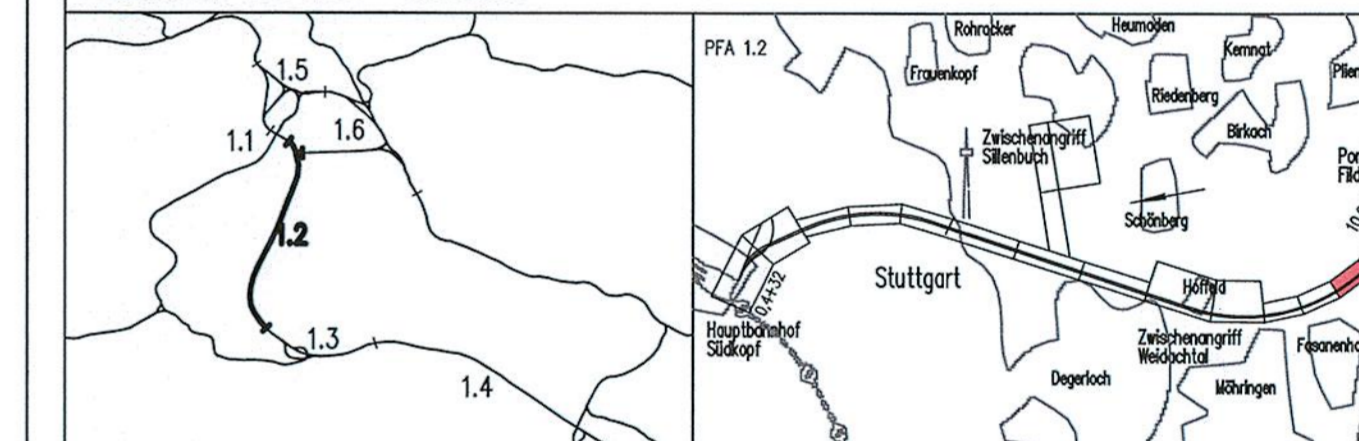 1.5
1.1
1.6
1.2
1.3
1.4
PFA 1.2
Rohracker
Heumaden
Frauenkopf
Kemnat
Riedenberg
Birkach
Zwischenangriff
Sillenbuch
Schönberg
Stuttgart
0,4+32
Hoffeld
Hauptbahnhof
Südkopf
Zwischenangriff
Weidachtal
Degerloch
Möhringen